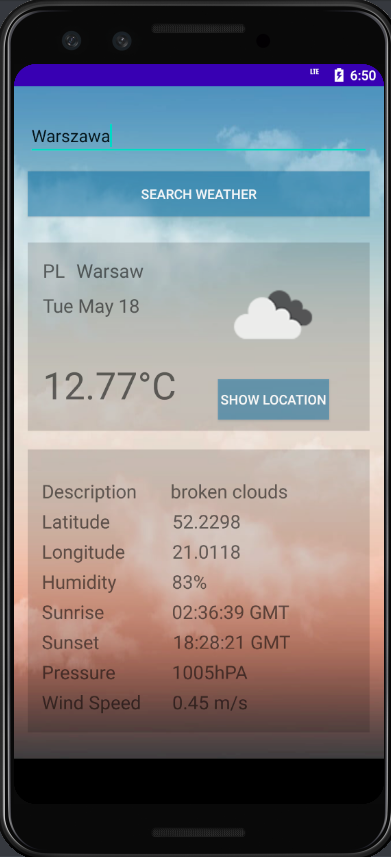 LTE 6:50
Warszawa
SEARCH WEATHER
PL Warsaw
Tue May 18
12.77°C
SHOW LOCATION
Description broken clouds
Latitude 52.2298
Longitude 21.0118
Humidity 83%
Sunrise 02:36:39 GMT
Sunset 18:28:21 GMT
Pressure 1005hPA
Wind Speed 0.45 m/s